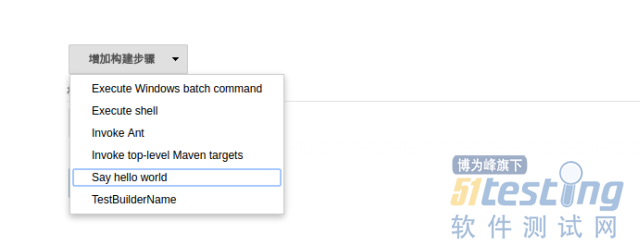 增加构建步骤
Execute Windows batch command
Execute shell
Invoke Ant
Invoke top-level Maven targets
Say hello world
TestBuilderName
博为峰旗下
51testing
软件测试网